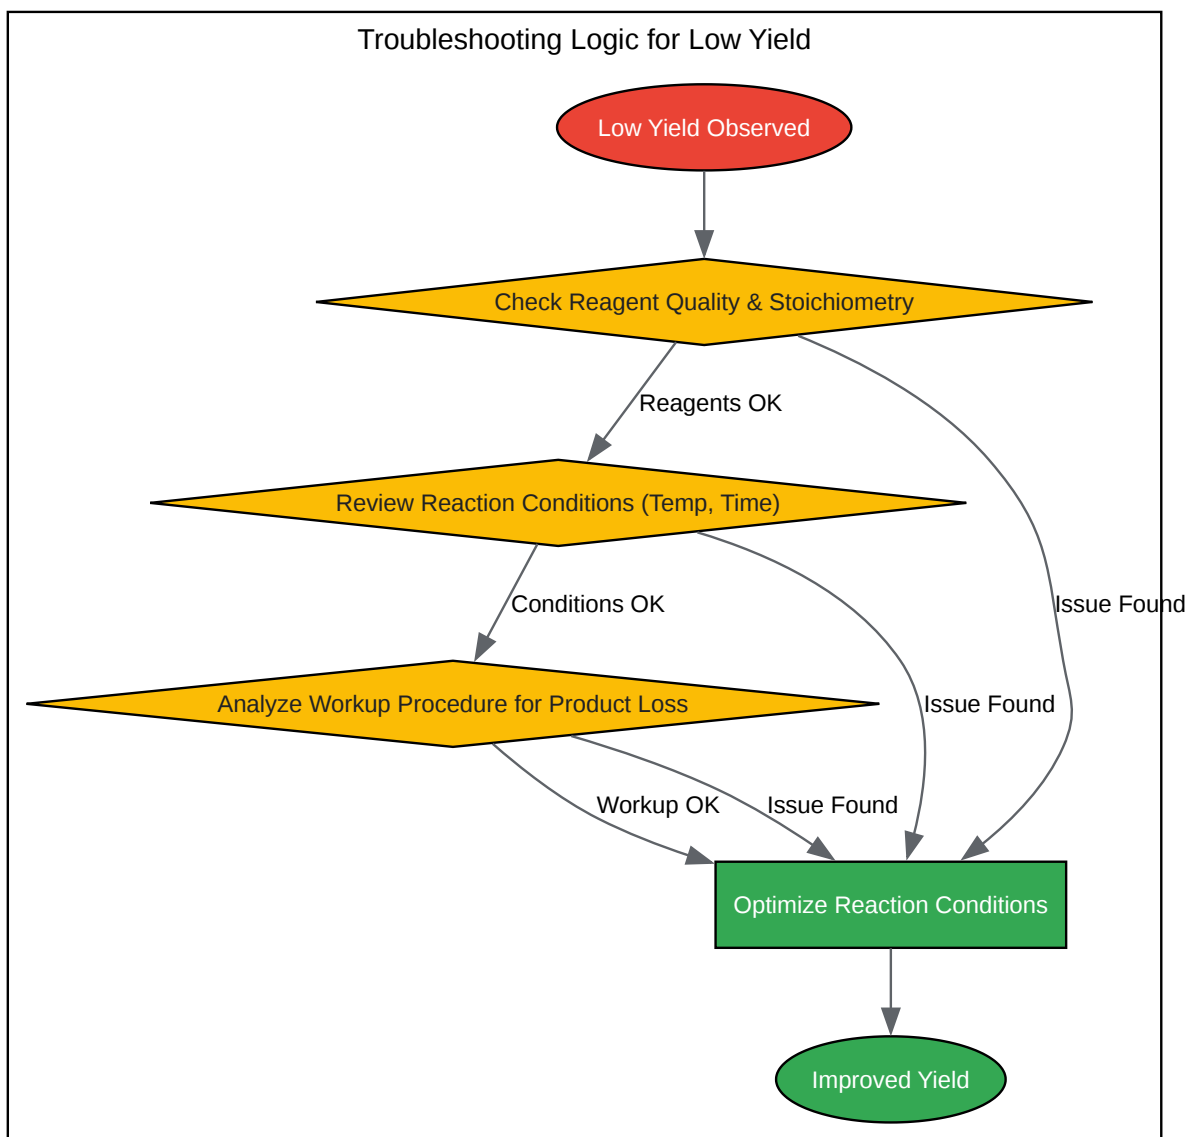 Troubleshooting Logic for Low Yield
Low Yield Observed
Check Reagent Quality & Stoichiometry
Reagents OK
Review Reaction Conditions (Temp, Time)
Conditions OK
Issue Found
Analyze Workup Procedure for Product Loss
Issue Found
Workup OK
Issue Found
Optimize Reaction Conditions
Improved Yield